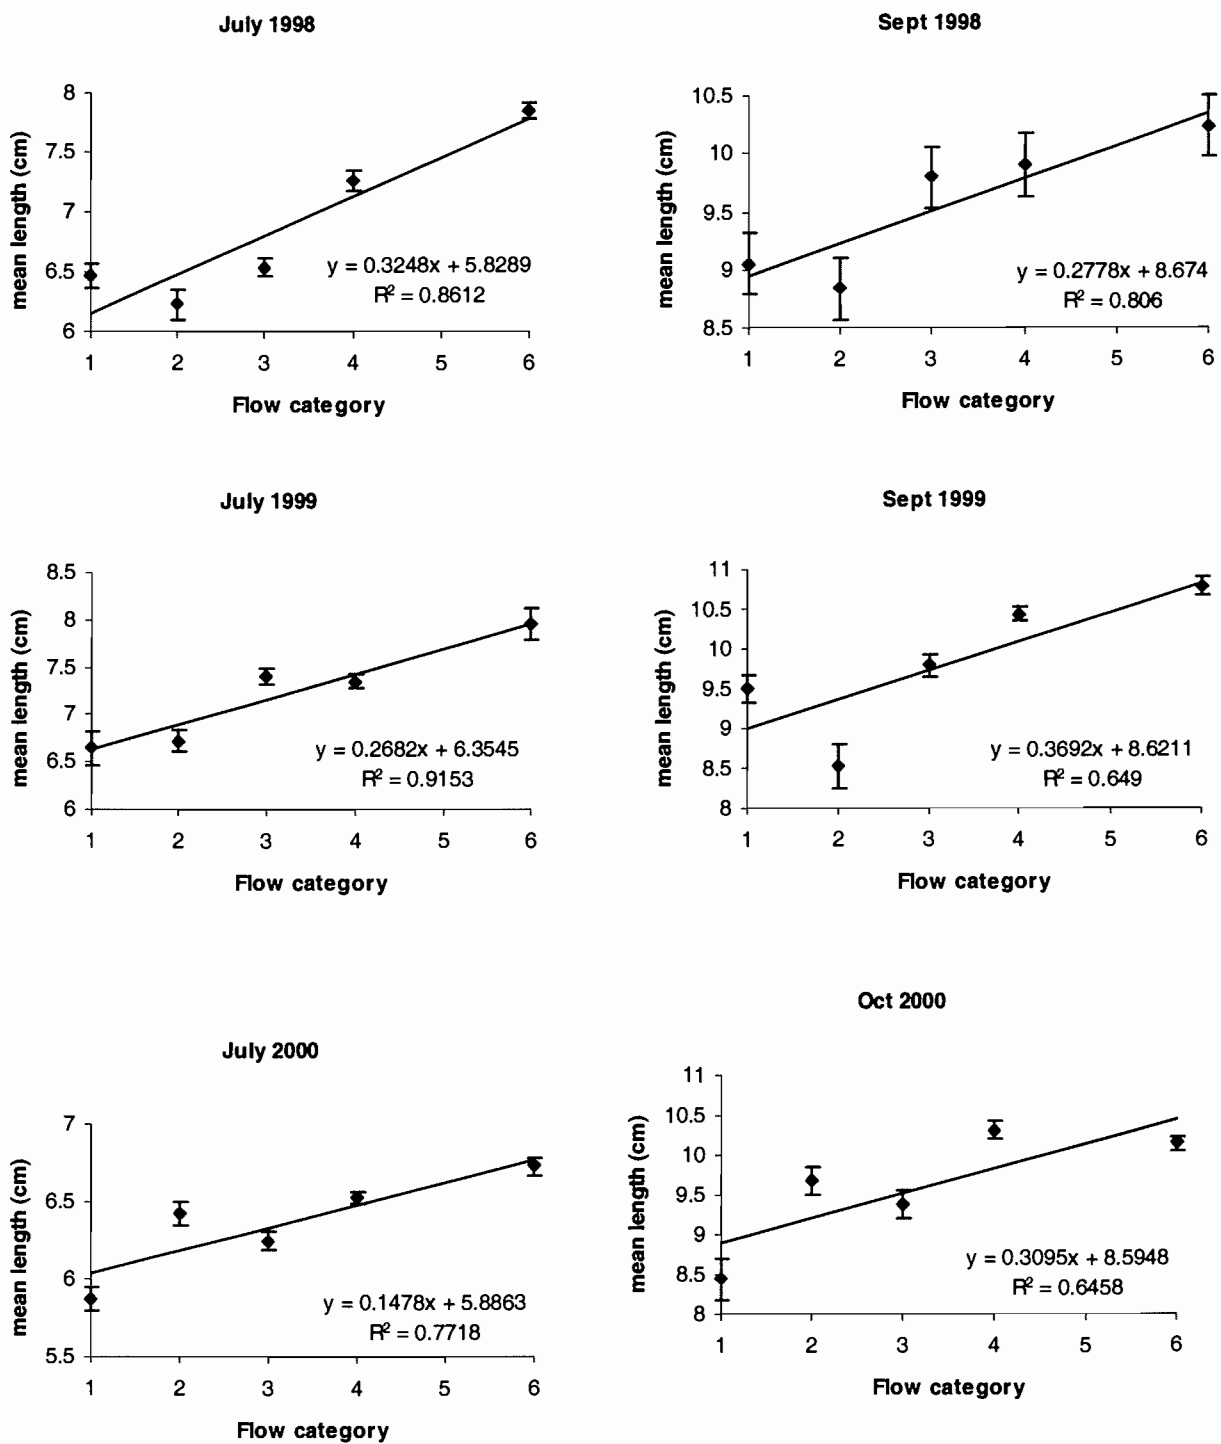 July 1998
mean length (cm)
8
7.5
7
6.5
6
y = 0.3248x + 5.8289
R² = 0.8612
1 2 3 4 5 6
Flow category
Sept 1998
mean length (cm)
10.5
10
9.5
9
8.5
y = 0.2778x + 8.674
R² = 0.806
1 2 3 4 5 6
Flow category
July 1999
mean length (cm)
8.5
8
7.5
7
6.5
6
y = 0.2682x + 6.3545
R² = 0.9153
1 2 3 4 5 6
Flow category
Sept 1999
mean length (cm)
11
10.5
10
9.5
9
8.5
8
y = 0.3692x + 8.6211
R² = 0.649
1 2 3 4 5 6
Flow category
July 2000
mean length (cm)
7
6.5
6
5.5
y = 0.1478x + 5.8863
R² = 0.7718
1 2 3 4 5 6
Flow category
Oct 2000
mean length (cm)
11
10.5
10
9.5
9
8.5
8
y = 0.3095x + 8.5948
R² = 0.6458
1 2 3 4 5 6
Flow category